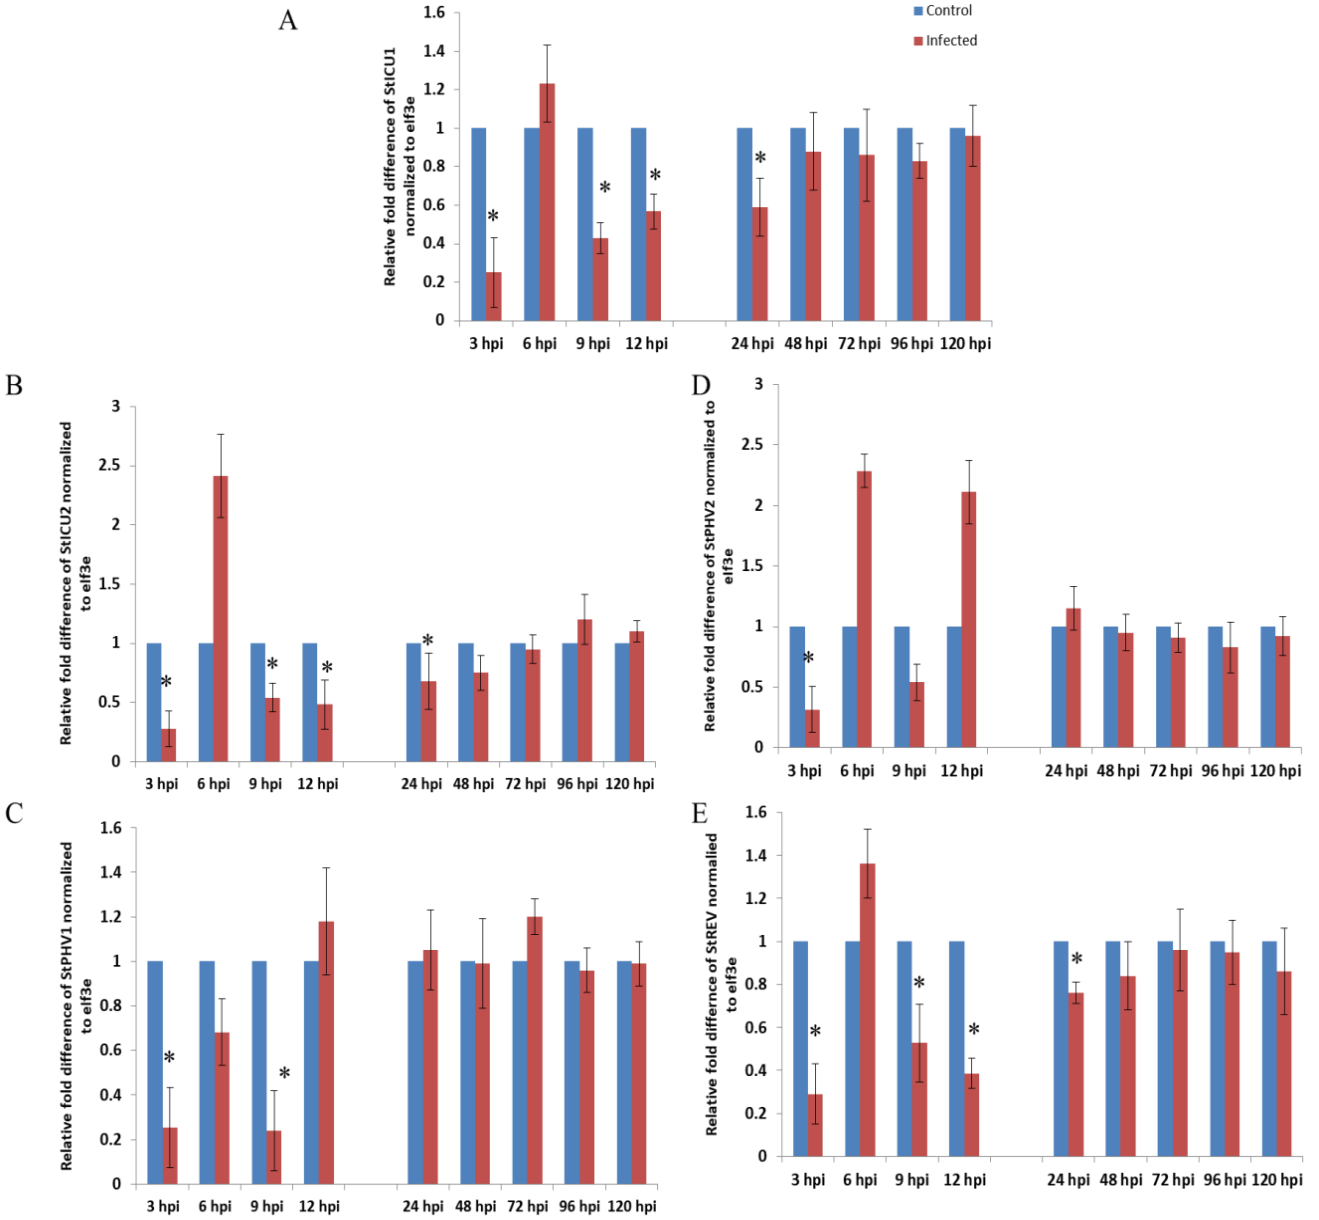 A
Relative fold difference of StICU1
normalized to elf3e
1.6
1.4
1.2
1
0.8
0.6
0.4
0.2
0
Control
Infected
*
*
*
*
3 hpi 6 hpi 9 hpi 12 hpi 24 hpi 48 hpi 72 hpi 96 hpi 120 hpi
B
Relative fold difference of StICU2 normalized
to elf3e
3
2.5
2
1.5
1
0.5
0
*
*
*
*
3 hpi 6 hpi 9 hpi 12 hpi 24 hpi 48 hpi 72 hpi 96 hpi 120 hpi
D
Relative fold difference of StPHV2 normalized to
elf3e
3
2.5
2
1.5
1
0.5
0
*
3 hpi 6 hpi 9 hpi 12 hpi 24 hpi 48 hpi 72 hpi 96 hpi 120 hpi
C
Relative fold difference of StPHV1 normalized
to elf3e
1.6
1.4
1.2
1
0.8
0.6
0.4
0.2
0
*
*
3 hpi 6 hpi 9 hpi 12 hpi 24 hpi 48 hpi 72 hpi 96 hpi 120 hpi
E
Relative fold differnce of StREV normalied
to elf3e
1.6
1.4
1.2
1
0.8
0.6
0.4
0.2
0
*
*
*
*
3 hpi 6 hpi 9 hpi 12 hpi 24 hpi 48 hpi 72 hpi 96 hpi 120 hpi